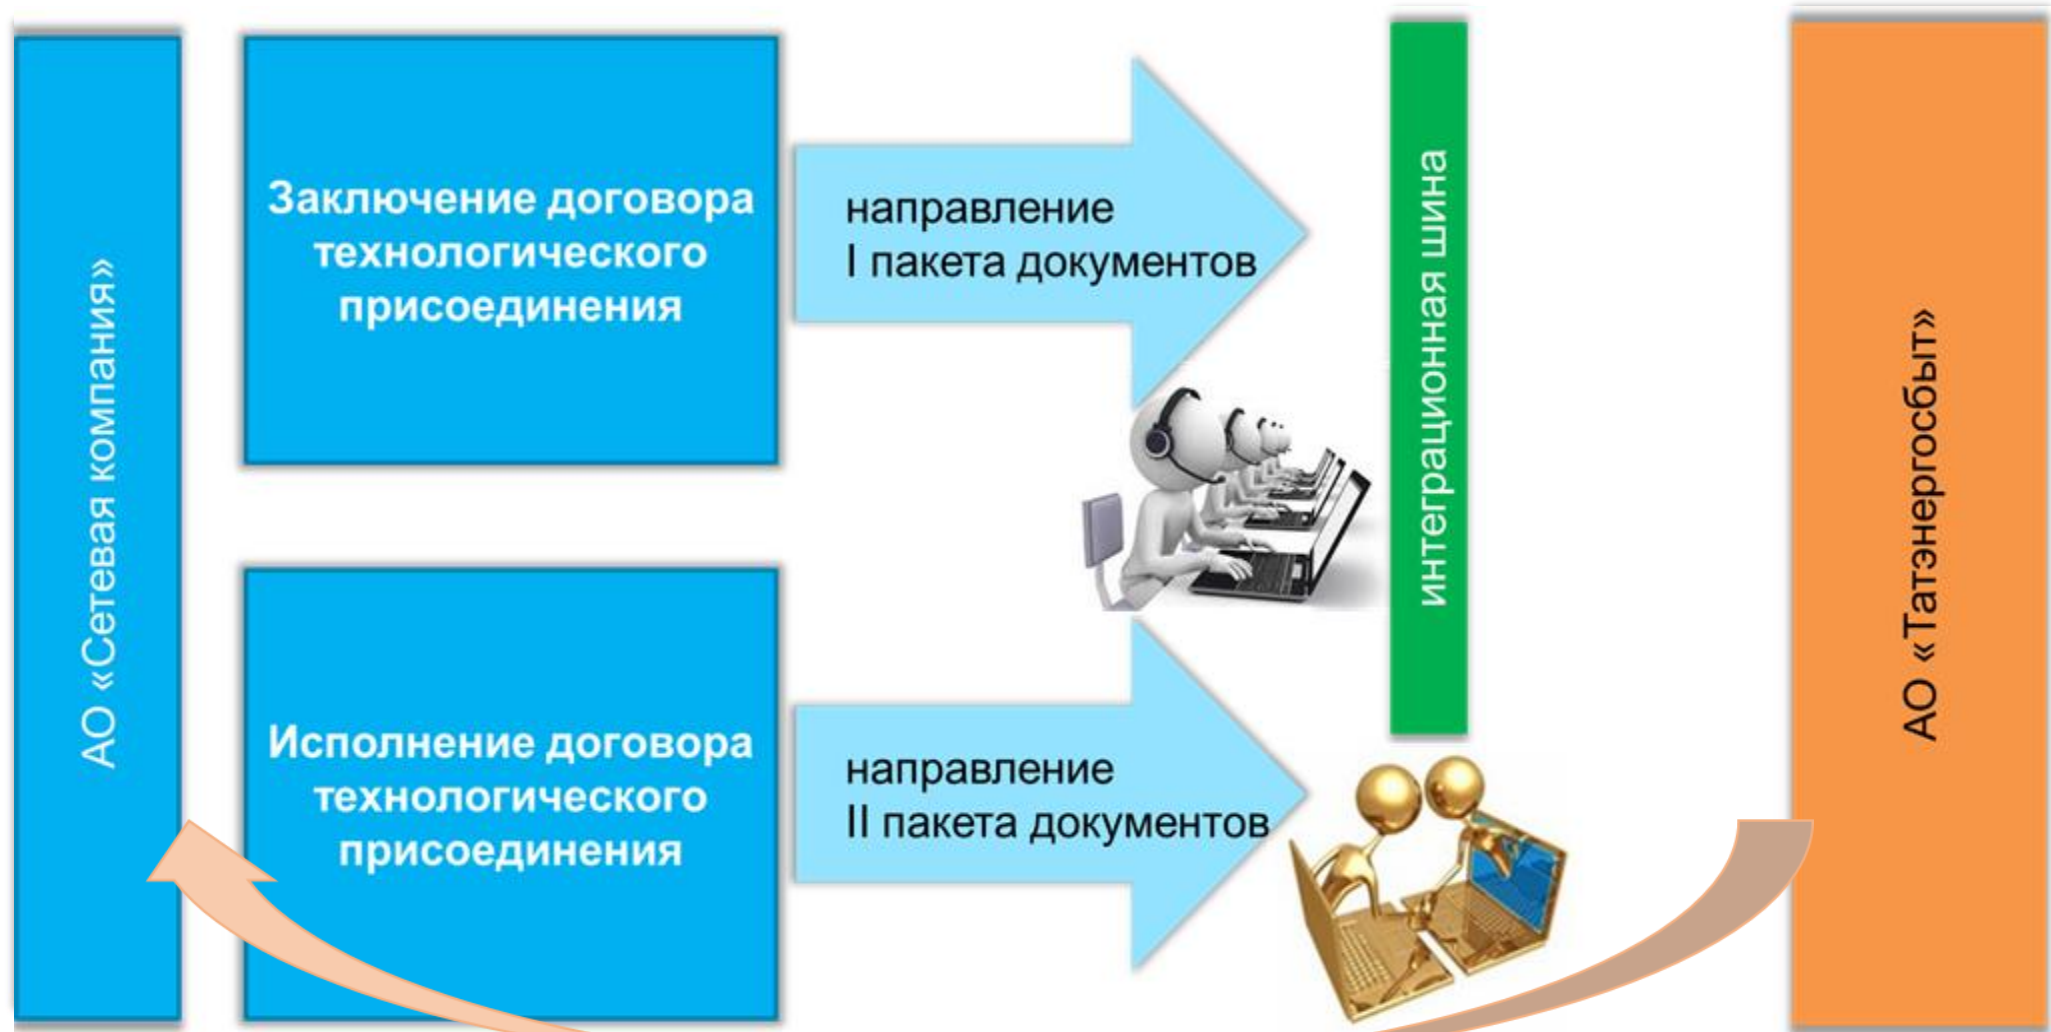 АО «Сетевая компания»
Заключение договора
технологического
присоединения
направление
I пакета документов
интеграционная шина
АО «Татэнергосбыт»
Исполнение договора
технологического
присоединения
направление
II пакета документов